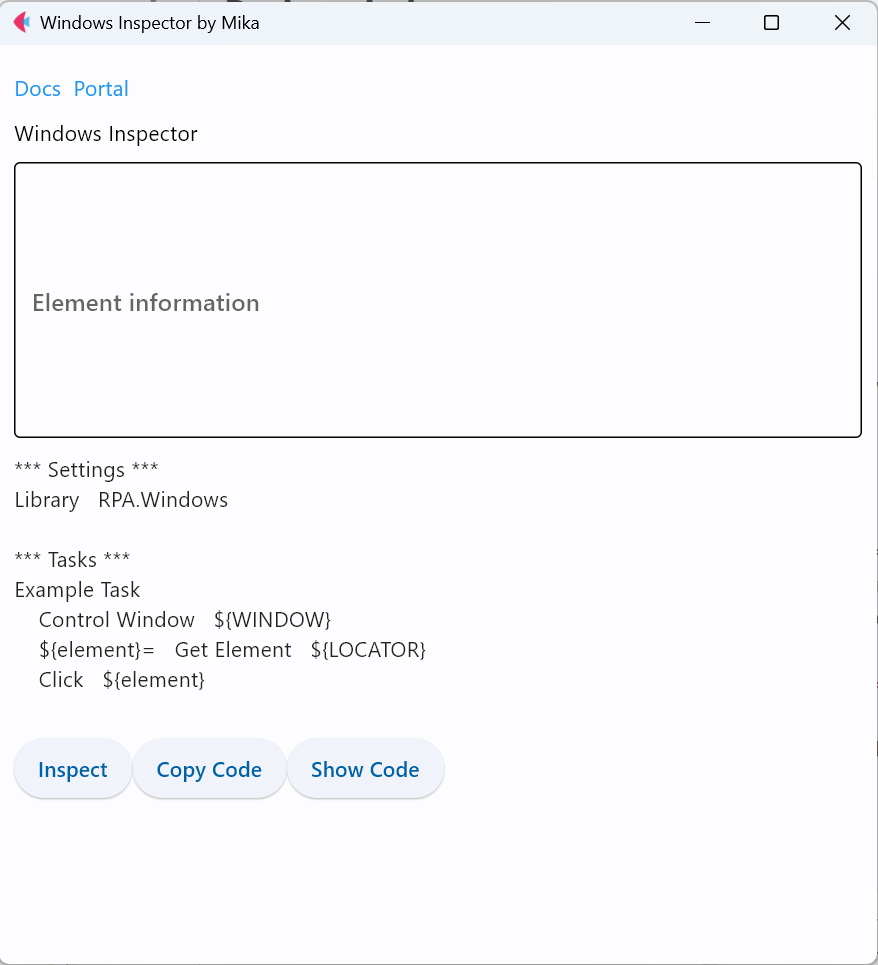 Windows Inspector by Mika
Docs Portal
Windows Inspector
Element information
*** Settings ***
Library RPA.Windows
*** Tasks ***
Example Task
Control Window ${WINDOW}
${element}= Get Element ${LOCATOR}
Click ${element}
Inspect Copy Code Show Code